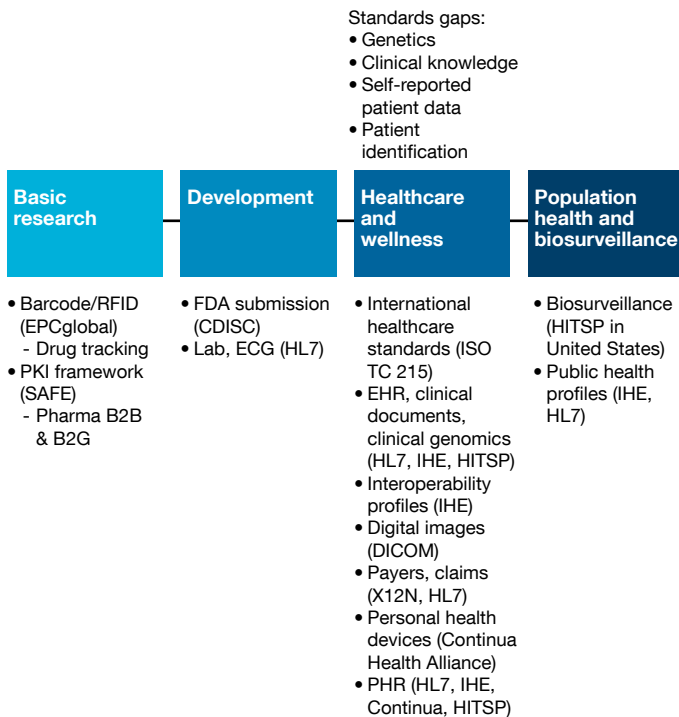 Standards gaps:
• Genetics
• Clinical knowledge
• Self-reported
patient data
• Patient
identification
Basic
research
Development
Healthcare
and
wellness
Population
health and
biosurveillance
• Barcode/RFID
(EPCglobal)
- Drug tracking
• PKI framework
(SAFE)
- Pharma B2B
& B2G
• FDA submission
(CDISC)
• Lab, ECG (HL7)
• International
healthcare
standards (ISO
TC 215)
• EHR, clinical
documents,
clinical genomics
(HL7, IHE, HITSP)
• Interoperability
profiles (IHE)
• Digital images
(DICOM)
• Payers, claims
(X12N, HL7)
• Personal health
devices (Continua
Health Alliance)
• PHR (HL7, IHE,
Continua, HITSP)
• Biosurveillance
(HITSP in
United States)
• Public health
profiles (IHE,
HL7)